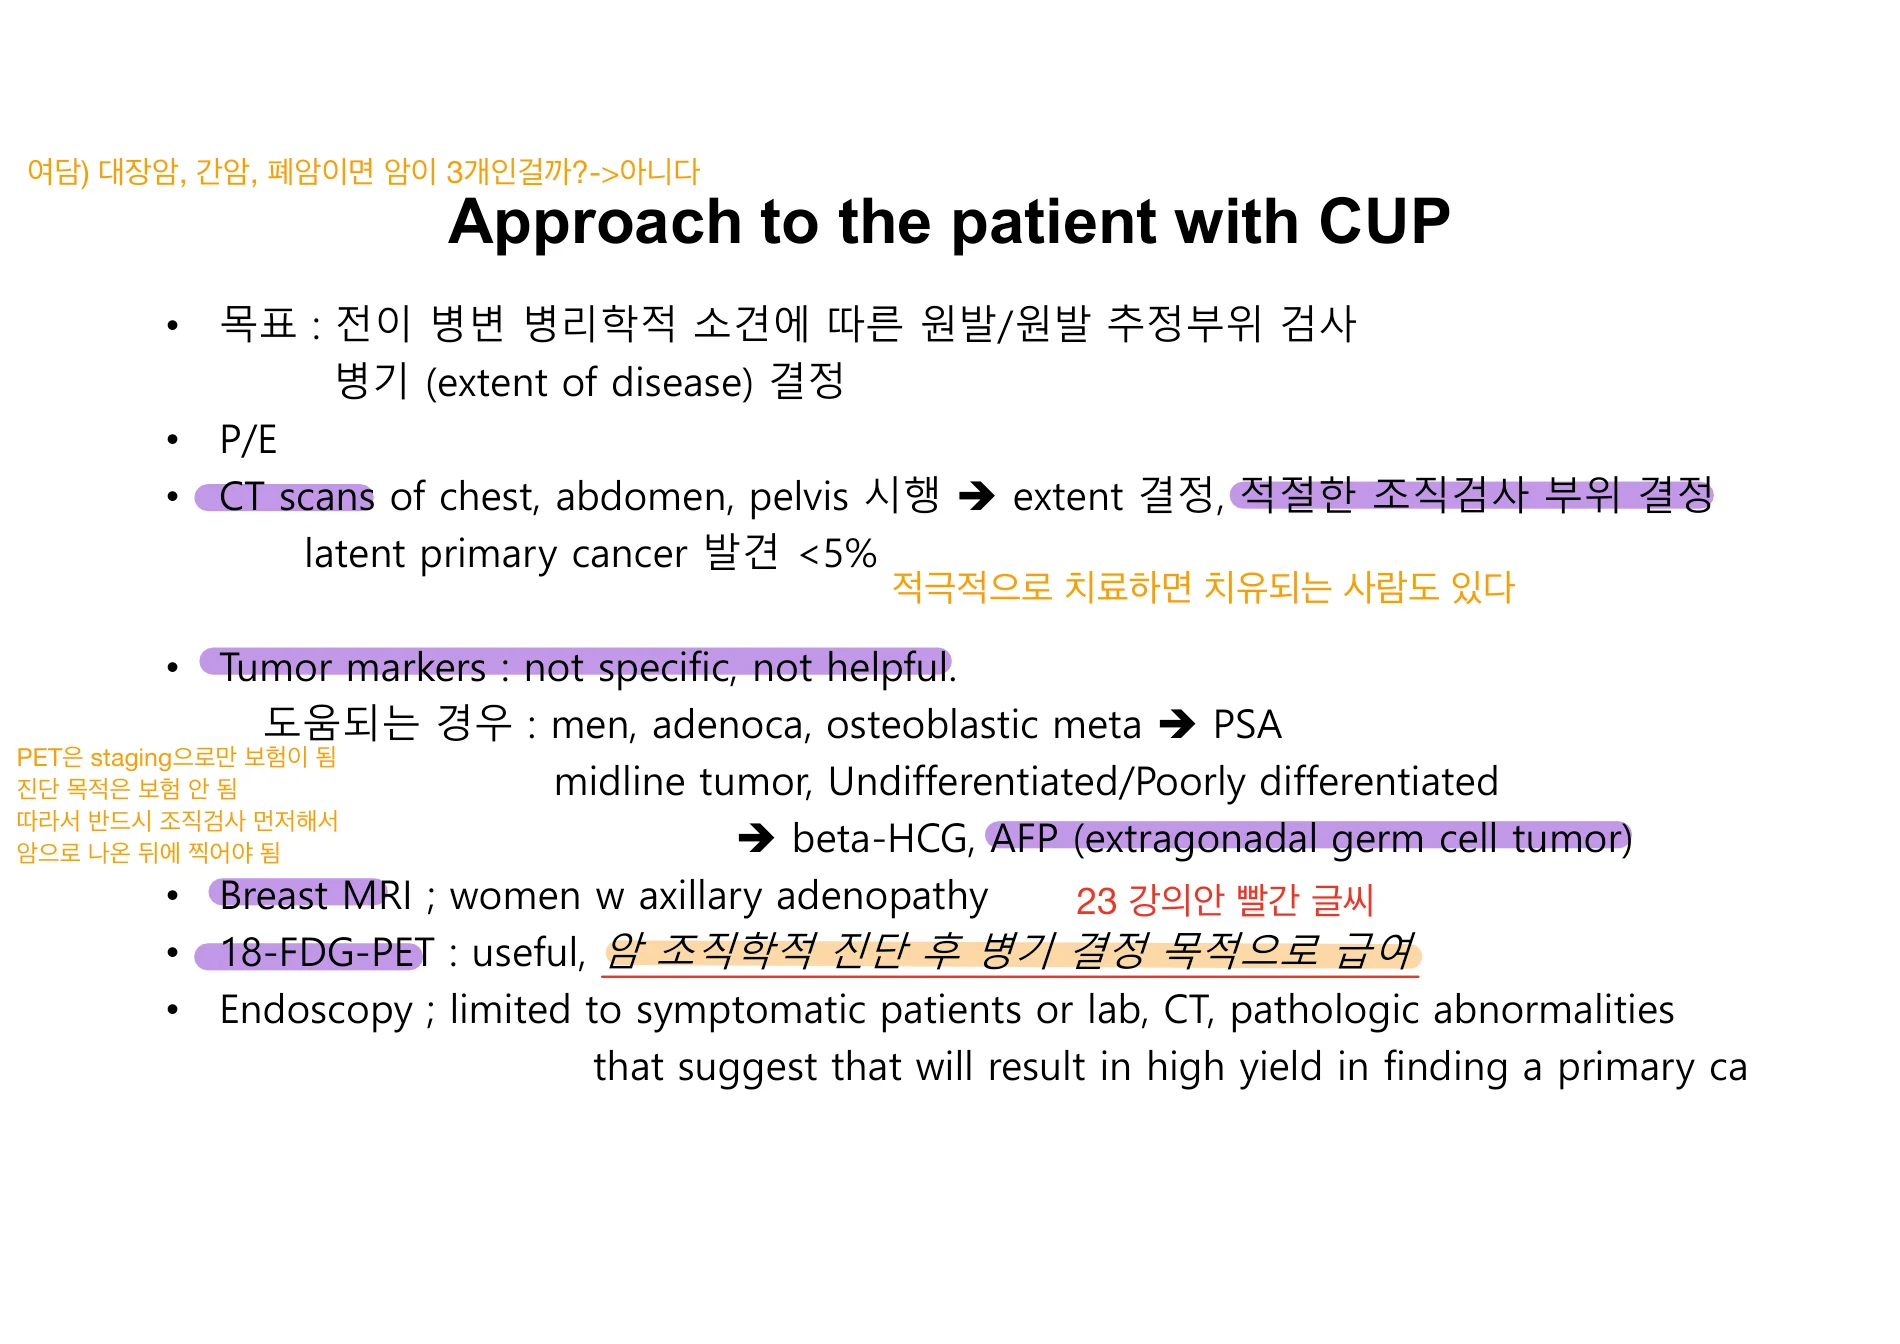 여담) 대장암, 간암, 폐암이면 암이 3개인걸까?->아니다
Approach to the patient with CUP
• 목표 : 전이 병변 병리학적 소견에 따른 원발/원발 추정부위 검사
병기 (extent of disease) 결정
• P/E
• CT scans of chest, abdomen, pelvis 시행 ➔ extent 결정, 적절한 조직검사 부위 결정
latent primary cancer 발견 <5%
적극적으로 치료하면 치유되는 사람도 있다
• Tumor markers : not specific, not helpful.
도움되는 경우 : men, adenoca, osteoblastic meta ➔ PSA
midline tumor, Undifferentiated/Poorly differentiated
➔ beta-HCG, AFP (extragonadal germ cell tumor)
PET은 staging으로만 보험이 됨
진단 목적은 보험 안 됨
따라서 반드시 조직검사 먼저해서
암으로 나온 뒤에 찍어야 됨
• Breast MRI ; women w axillary adenopathy
23 강의안 빨간 글씨
• 18-FDG-PET : useful, 암 조직학적 진단 후 병기 결정 목적으로 급여
• Endoscopy ; limited to symptomatic patients or lab, CT, pathologic abnormalities
that suggest that will result in high yield in finding a primary ca